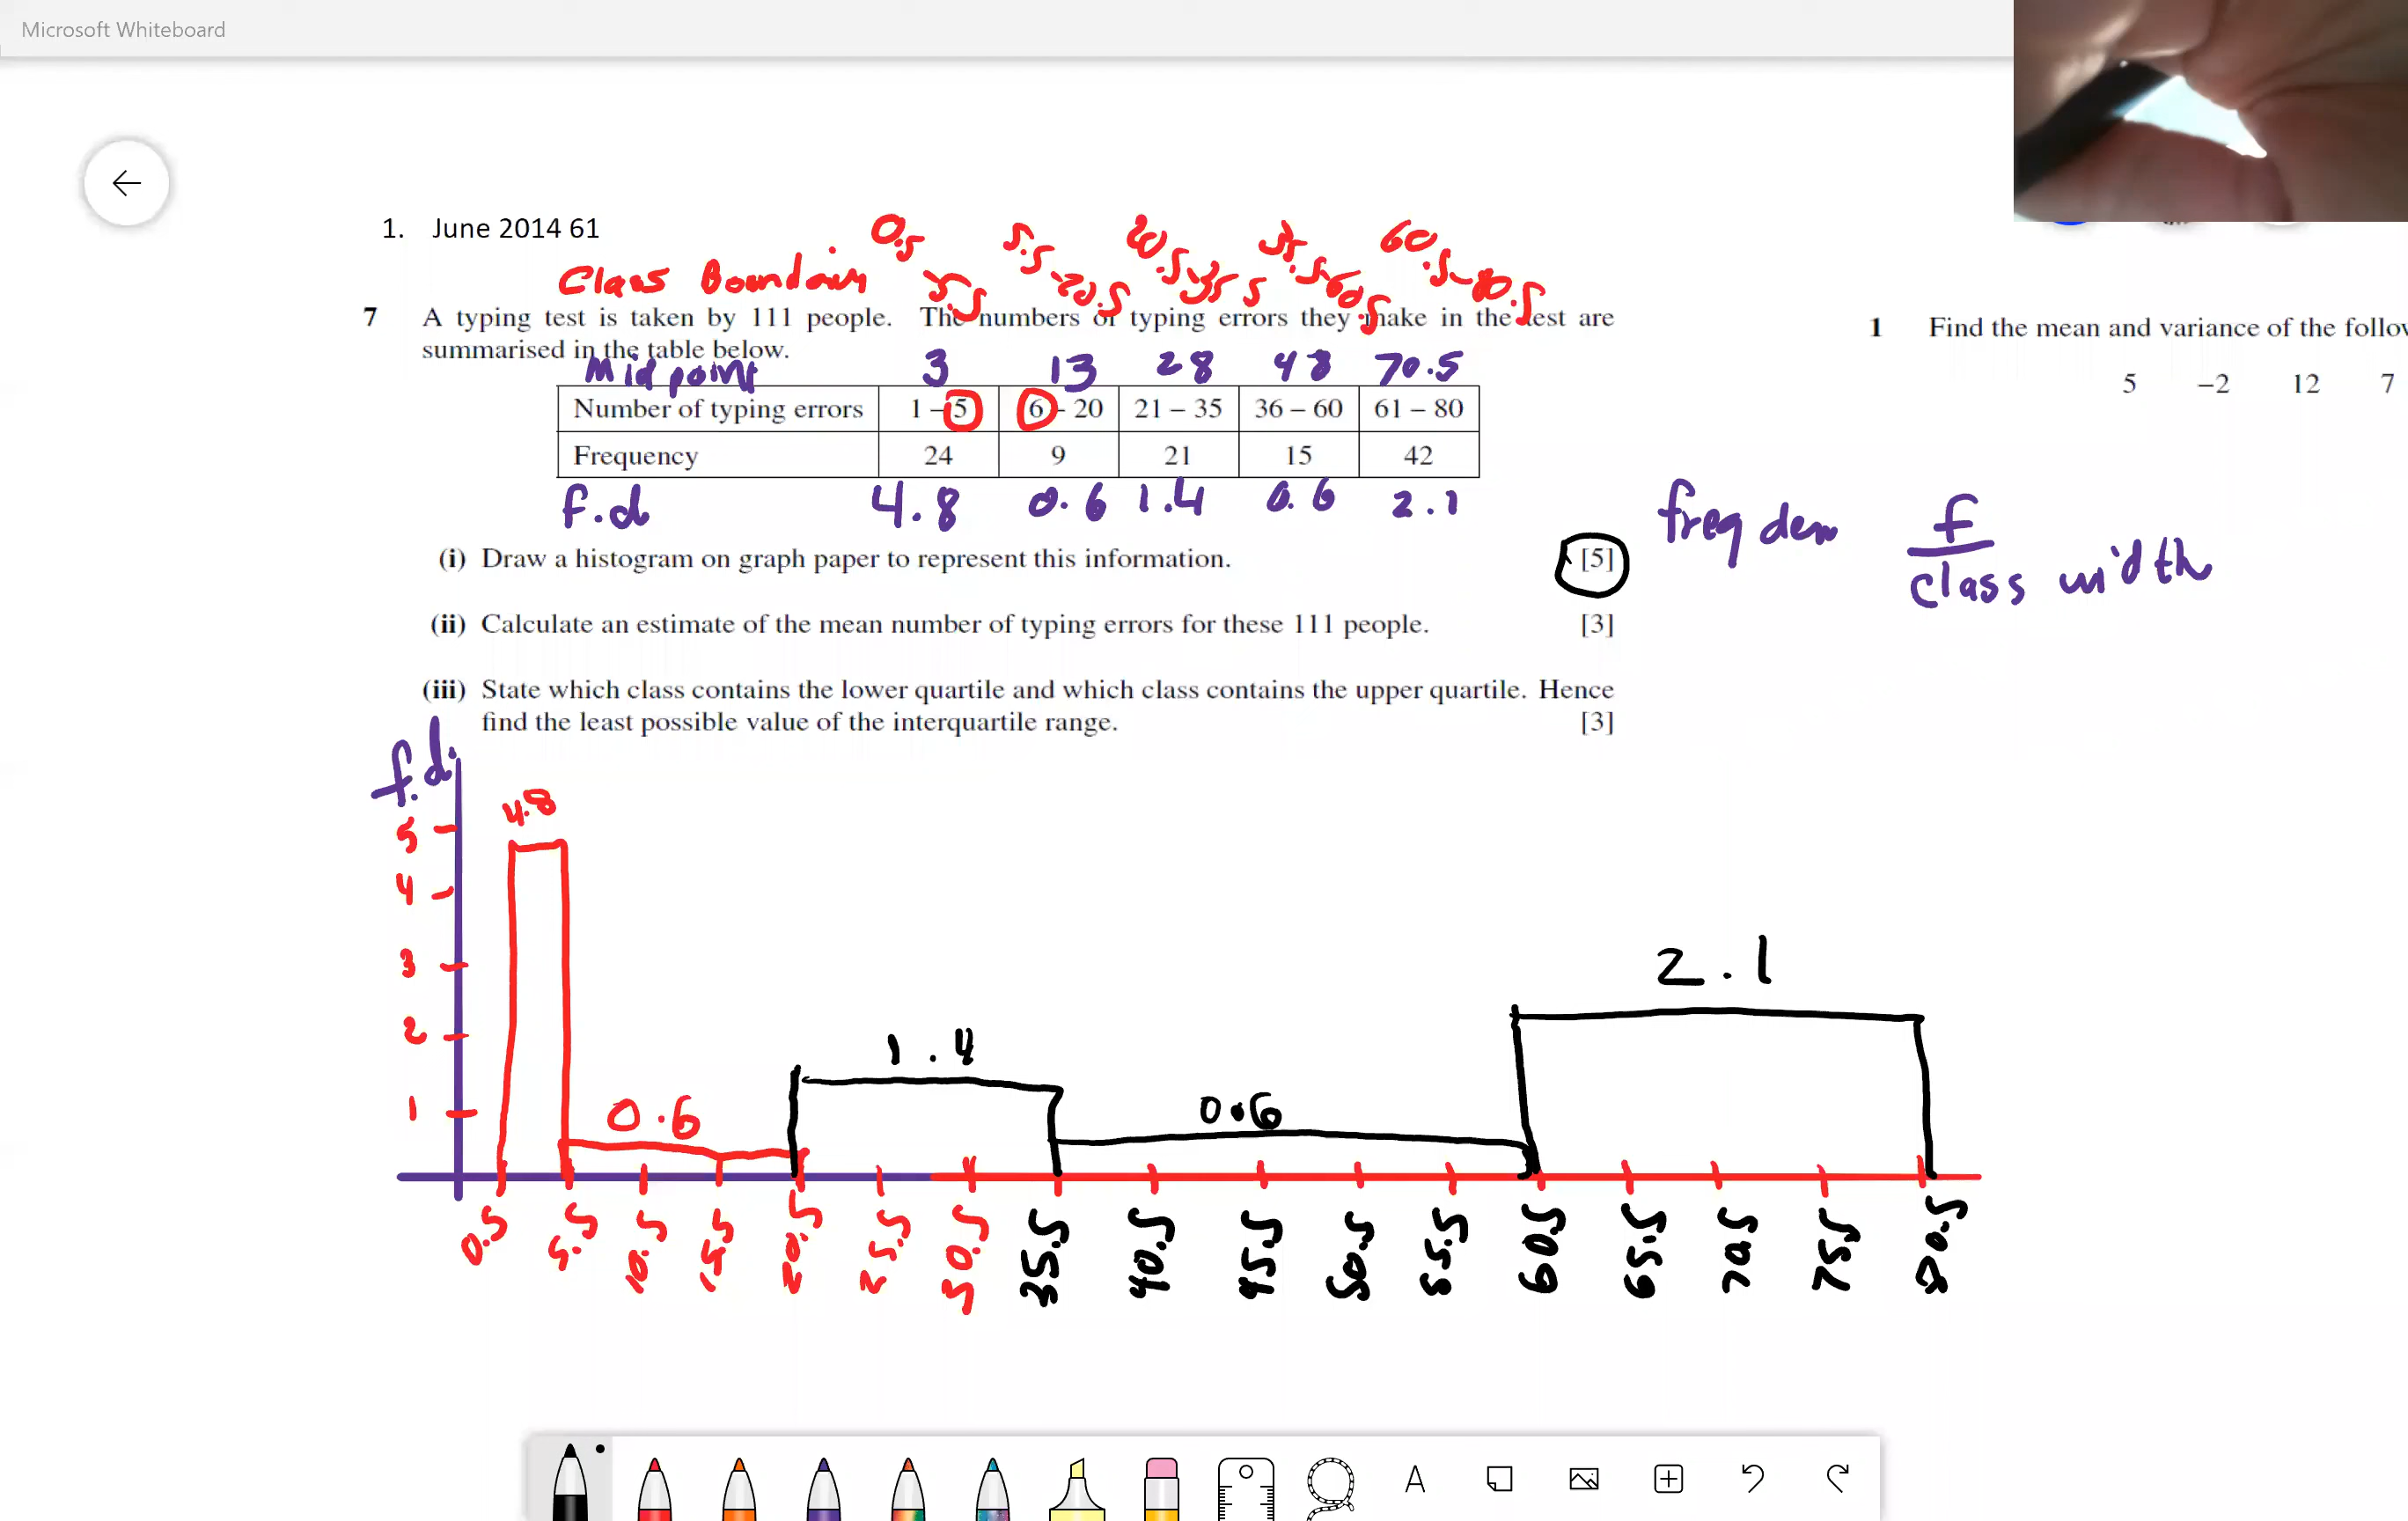 Microsoft Whiteboard
1. June 2014 61
0.5 5.5 20.5 60.5
Class
5.5 -20.5 60.5 -80.5
7 A typing test is taken by 111 people. The numbers of typing errors they make in the test are
summarised in the table below.
Midpoint 3 13 28 48 70.5
Number of typing errors 1 – 5 6 – 20 21 – 35 36 – 60 61 – 80
Frequency 24 9 21 15 42
f.d 4.8 0.6 1.4 0.6 2.1
freq den f
class width
(i) Draw a histogram on graph paper to represent this information. [5]
(ii) Calculate an estimate of the mean number of typing errors for these 111 people. [3]
(iii) State which class contains the lower quartile and which class contains the upper quartile. Hence
find the least possible value of the interquartile range. [3]
1 Find the mean and variance of the follow
5 −2 12 7
f.d.
4.8
5
4
3
2.1
2
1.4
1
0.6
0.6
0.5 5.5 10.5 15.5 20.5 25.5 30.5 35.5 40.5 45.5 50.5 55.5 60.5 65.5 70.5 75.5
A